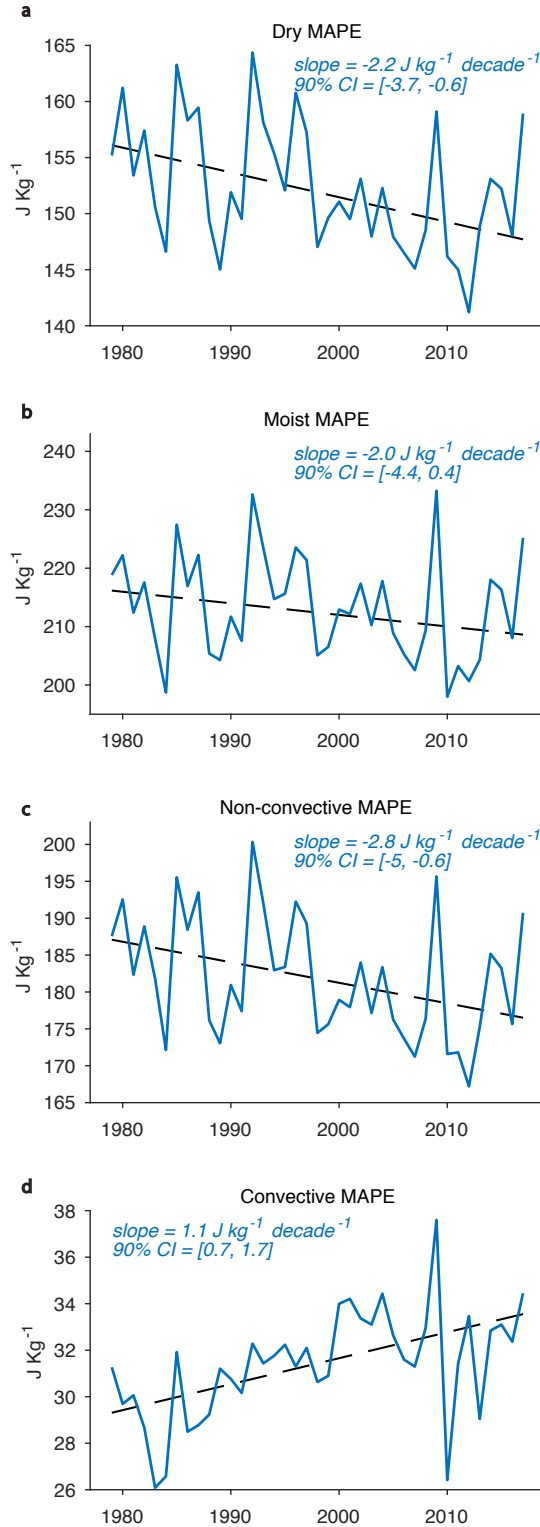 a
Dry MAPE
slope = -2.2 J kg⁻¹ decade⁻¹
90% CI = [-3.7, -0.6]
J Kg⁻¹
165
160
155
150
145
140
1980
1990
2000
2010
b
Moist MAPE
slope = -2.0 J kg⁻¹ decade⁻¹
90% CI = [-4.4, 0.4]
J Kg⁻¹
240
230
220
210
200
1980
1990
2000
2010
c
Non-convective MAPE
slope = -2.8 J kg⁻¹ decade⁻¹
90% CI = [-5, -0.6]
J Kg⁻¹
200
195
190
185
180
175
170
165
1980
1990
2000
2010
d
Convective MAPE
slope = 1.1 J kg⁻¹ decade⁻¹
90% CI = [0.7, 1.7]
J Kg⁻¹
38
36
34
32
30
28
26
1980
1990
2000
2010